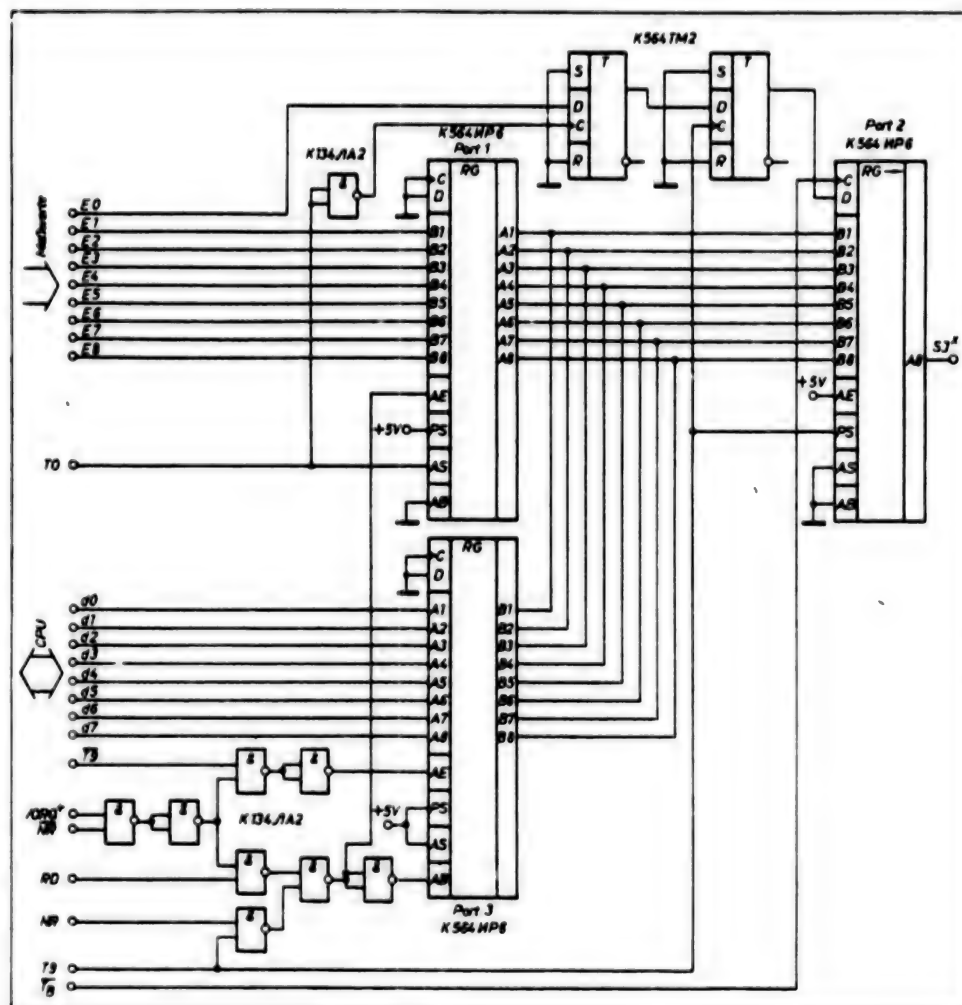 K564TM2
S T
D
C
R
S T
D
C
R
Port 2
K564ИР6
C RG
D
B1
B2
B3
B4
B5
B6
B7
B8 A8
AE
PS
AS
AB
+5V
SJx
K564ИР6
Port 1
K134ЛA2
&
C RG
D
B1 A1
B2 A2
B3 A3
B4 A4
B5 A5
B6 A6
B7 A7
B8 A8
AE
PS
AS
AB
+5V
Meßwerte
E0
E1
E2
E3
E4
E5
E6
E7
E8
T0
C RG
D
A1 B1
A2 B2
A3 B3
A4 B4
A5 B5
A6 B6
A7 B7
A8 B8
AE
PS
AS
AB
+5V
Port 3
K564ИР6
CPU
d0
d1
d2
d3
d4
d5
d6
d7
& &
& &
K134ЛA2
& & &
&
RD
T9